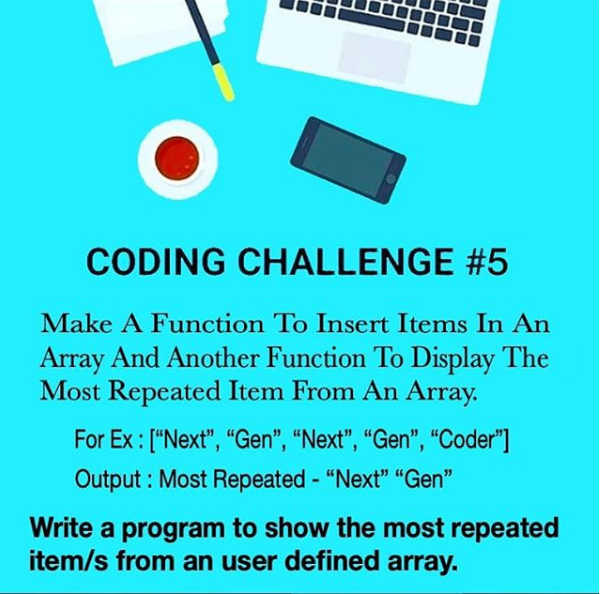 CODING CHALLENGE #5
Make A Function To Insert Items In An
Array And Another Function To Display The
Most Repeated Item From An Array.
For Ex : [“Next”, “Gen”, “Next”, “Gen”, “Coder”]
Output : Most Repeated - “Next” “Gen”
Write a program to show the most repeated
item/s from an user defined array.